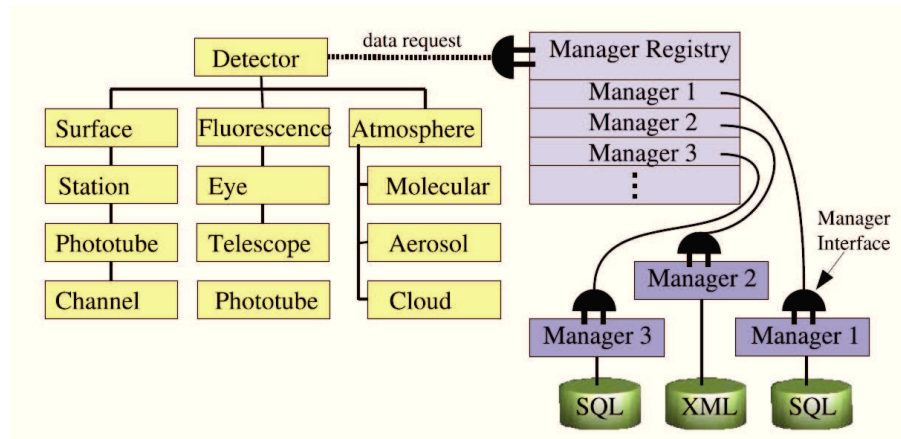 Detector
data request
Manager Registry
Manager 1
Manager 2
Manager 3
Surface
Fluorescence
Atmosphere
Station
Eye
Molecular
Phototube
Telescope
Aerosol
Channel
Phototube
Cloud
Manager
Interface
Manager 2
Manager 3
Manager 1
SQL
XML
SQL